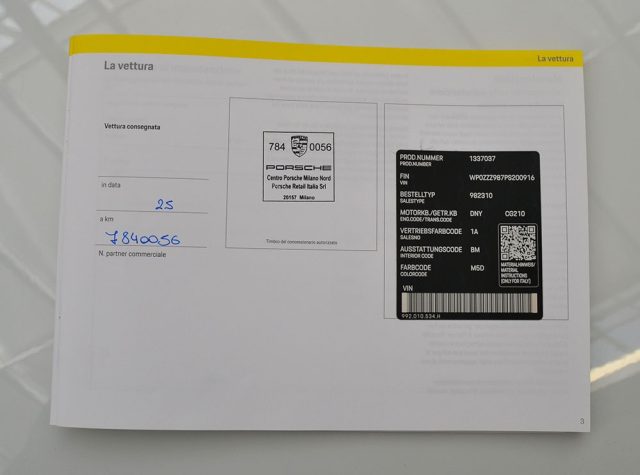 La vettura
La vettura
Vettura consegnata
in data
25
a km
7840056
N. partner commerciale
784 0056
PORSCHE
Centro Porsche Milano Nord
Porsche Retail Italia Srl
20157 Milano
Timbro del concessionario autorizzato
PROD.NUMMER 1337037
PROD.NUMBER
FIN WP0ZZZ987PS200916
VIN
BESTELLTYP 982310
SALESTYPE
MOTORKB./GETR.KB DNY CG210
ENG.CODE/TRANS.CODE
VERTRIEBSFARBCODE 1A
SALESNO
AUSSTATTUNGSCODE BM
INTERIOR CODE
FARBCODE M5D
COLORCODE
MATERIALHINWEIS/
MATERIAL
INSTRUCTIONS
(ONLY FOR ITALY)
VIN
992.010.534.H
3